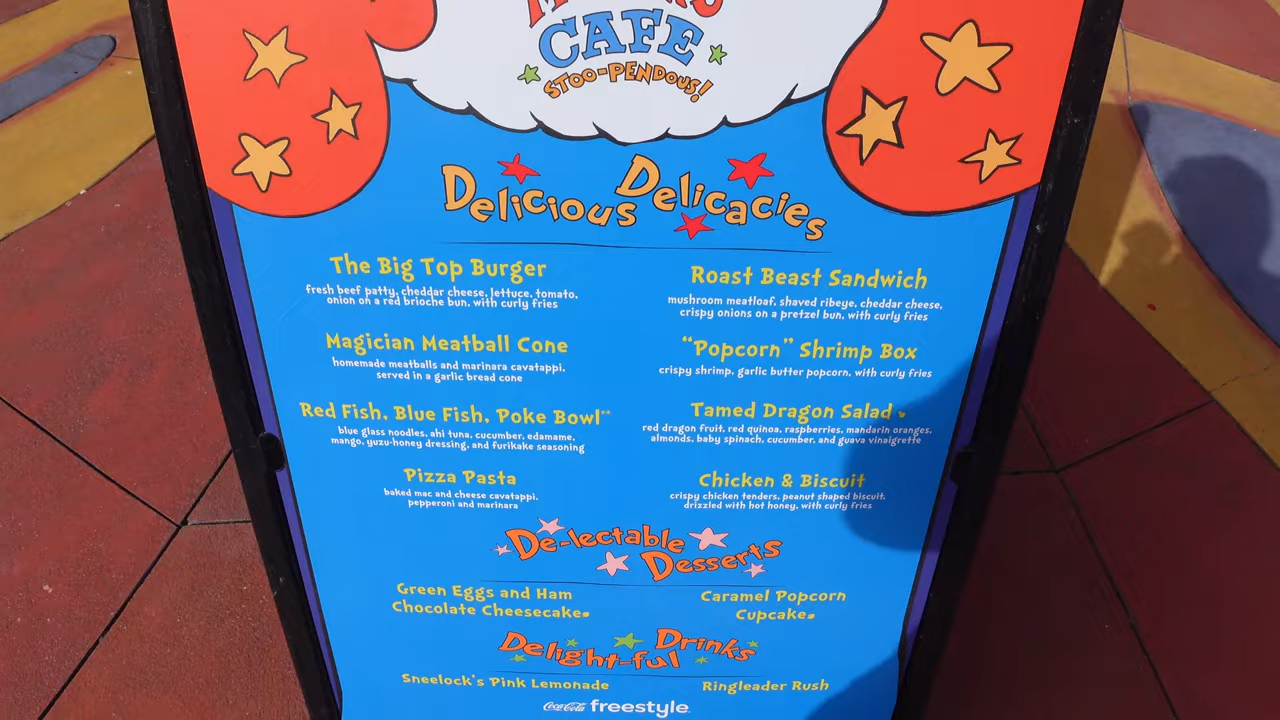 CAFE
STOO-PENDOUS!
Delicious Delicacies
The Big Top Burger
fresh beef patty, cheddar cheese, lettuce, tomato,
onion on a red brioche bun, with curly fries
Magician Meatball Cone
homemade meatballs and marinara cavatappi,
served in a garlic bread cone
Red Fish, Blue Fish, Poke Bowl**
blue glass noodles, ahi tuna, cucumber, edamame,
mango, yuzu-honey dressing, and furikake seasoning
Pizza Pasta
baked mac and cheese cavatappi,
pepperoni and marinara
Roast Beast Sandwich
mushroom meatloaf, shaved ribeye, cheddar cheese,
crispy onions on a pretzel bun, with curly fries
“Popcorn” Shrimp Box
crispy shrimp, garlic butter popcorn, with curly fries
Tamed Dragon Salad
red dragon fruit, red quinoa, raspberries, mandarin oranges,
almonds, baby spinach, cucumber, and guava vinaigrette
Chicken & Biscuit
crispy chicken tenders, peanut shaped biscuit,
drizzled with hot honey, with curly fries
De-lectable
Desserts
Green Eggs and Ham
Chocolate Cheesecake
Caramel Popcorn
Cupcake
Delight-ful Drinks
Sneelock's Pink Lemonade
Ringleader Rush
Coca-Cola freestyle